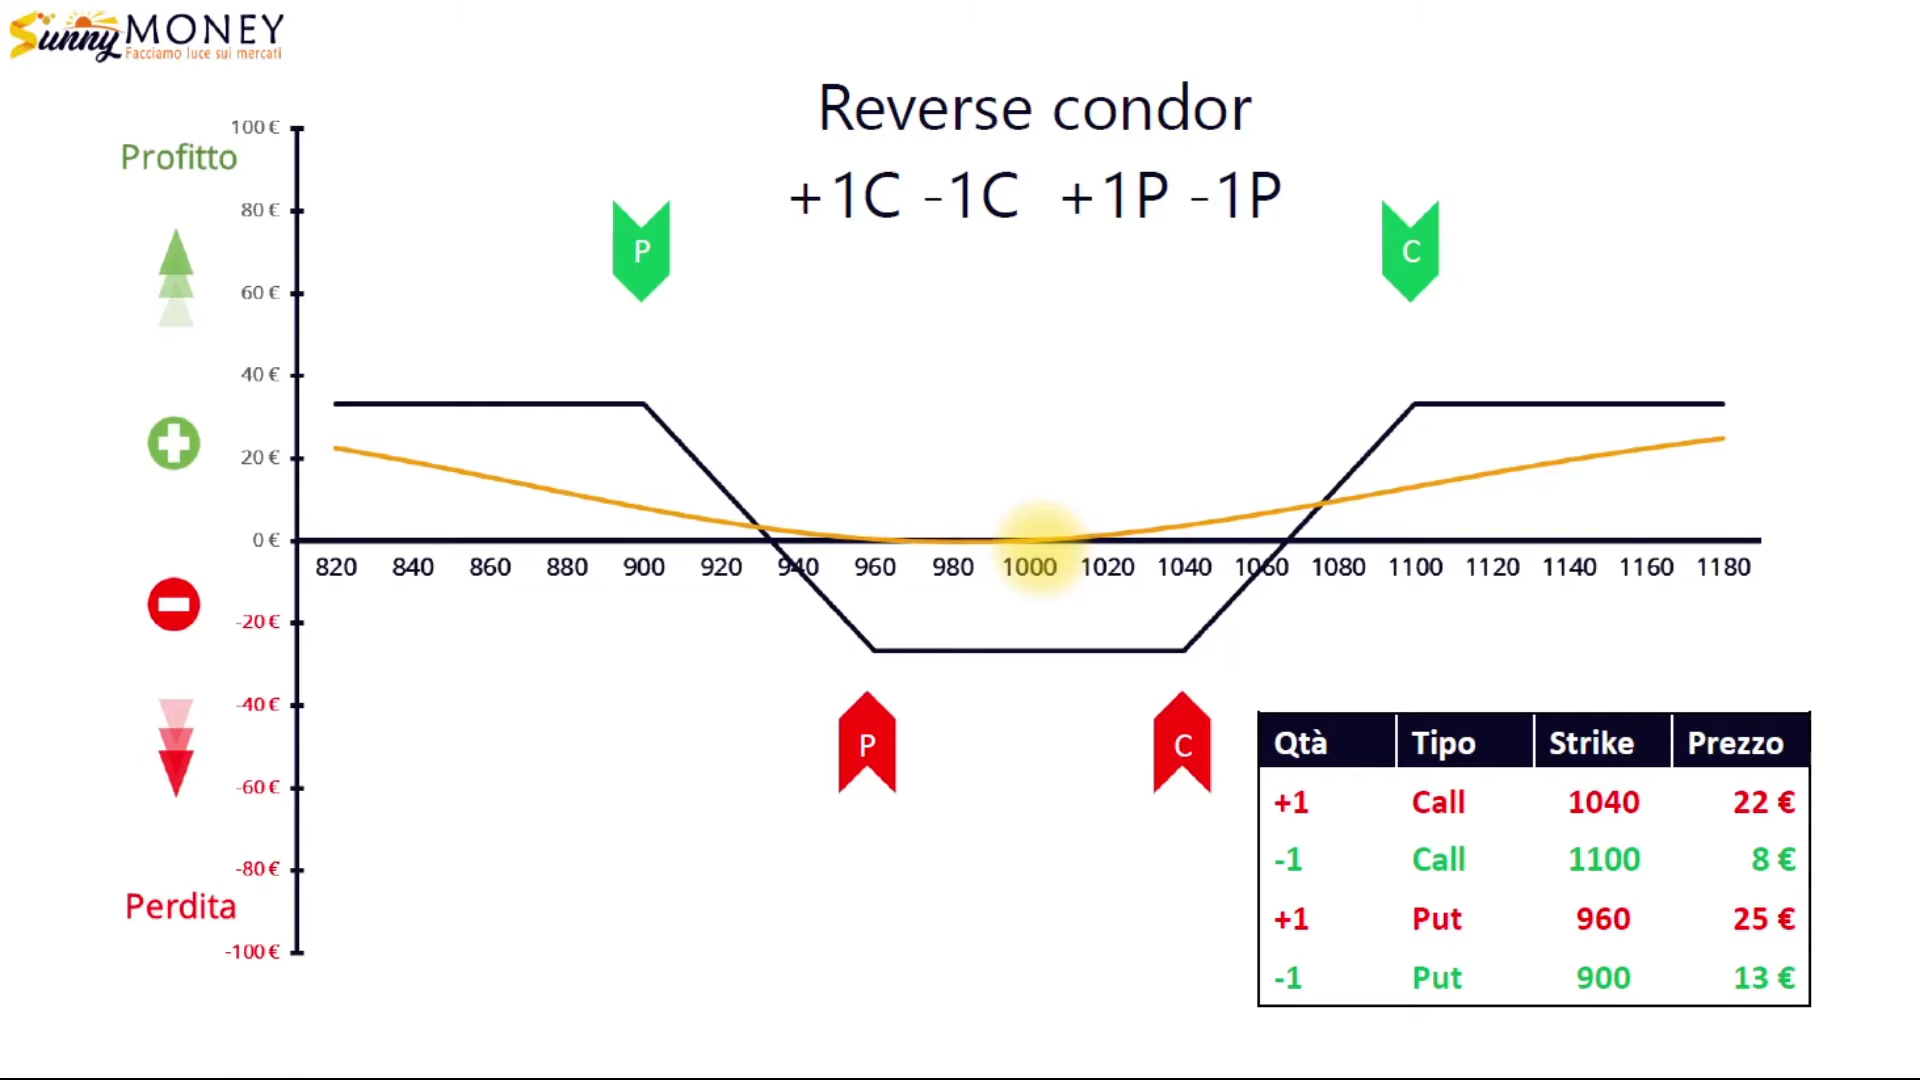 Sunny MONEY
Facciamo luce sui mercati
Reverse condor
+1C -1C +1P -1P
Profitto
100 €
80 €
60 €
40 €
20 €
0 €
-20 €
-40 €
-60 €
-80 €
-100 €
Perdita
P
C
820 840 860 880 900 920 940 960 980 1000 1020 1040 1060 1080 1100 1120 1140 1160 1180
P
C
Qtà Tipo Strike Prezzo
+1 Call 1040 22 €
-1 Call 1100 8 €
+1 Put 960 25 €
-1 Put 900 13 €